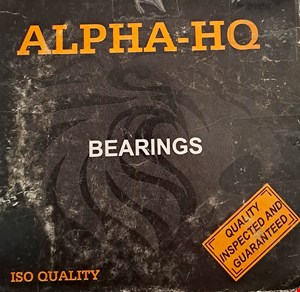 ALPHA-HQ
BEARINGS
QUALITY
INSPECTED AND
GUARANTEED
ISO QUALITY